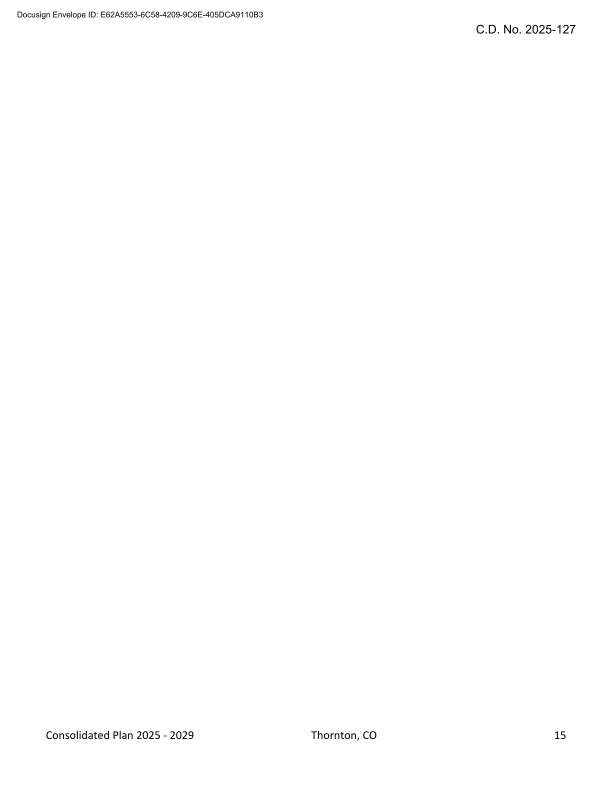 Docusign Envelope ID: E62A5553-6C58-4209-9C6E-405DCA9110B3
C.D. No. 2025-127
Consolidated Plan 2025 - 2029 Thornton, CO 15